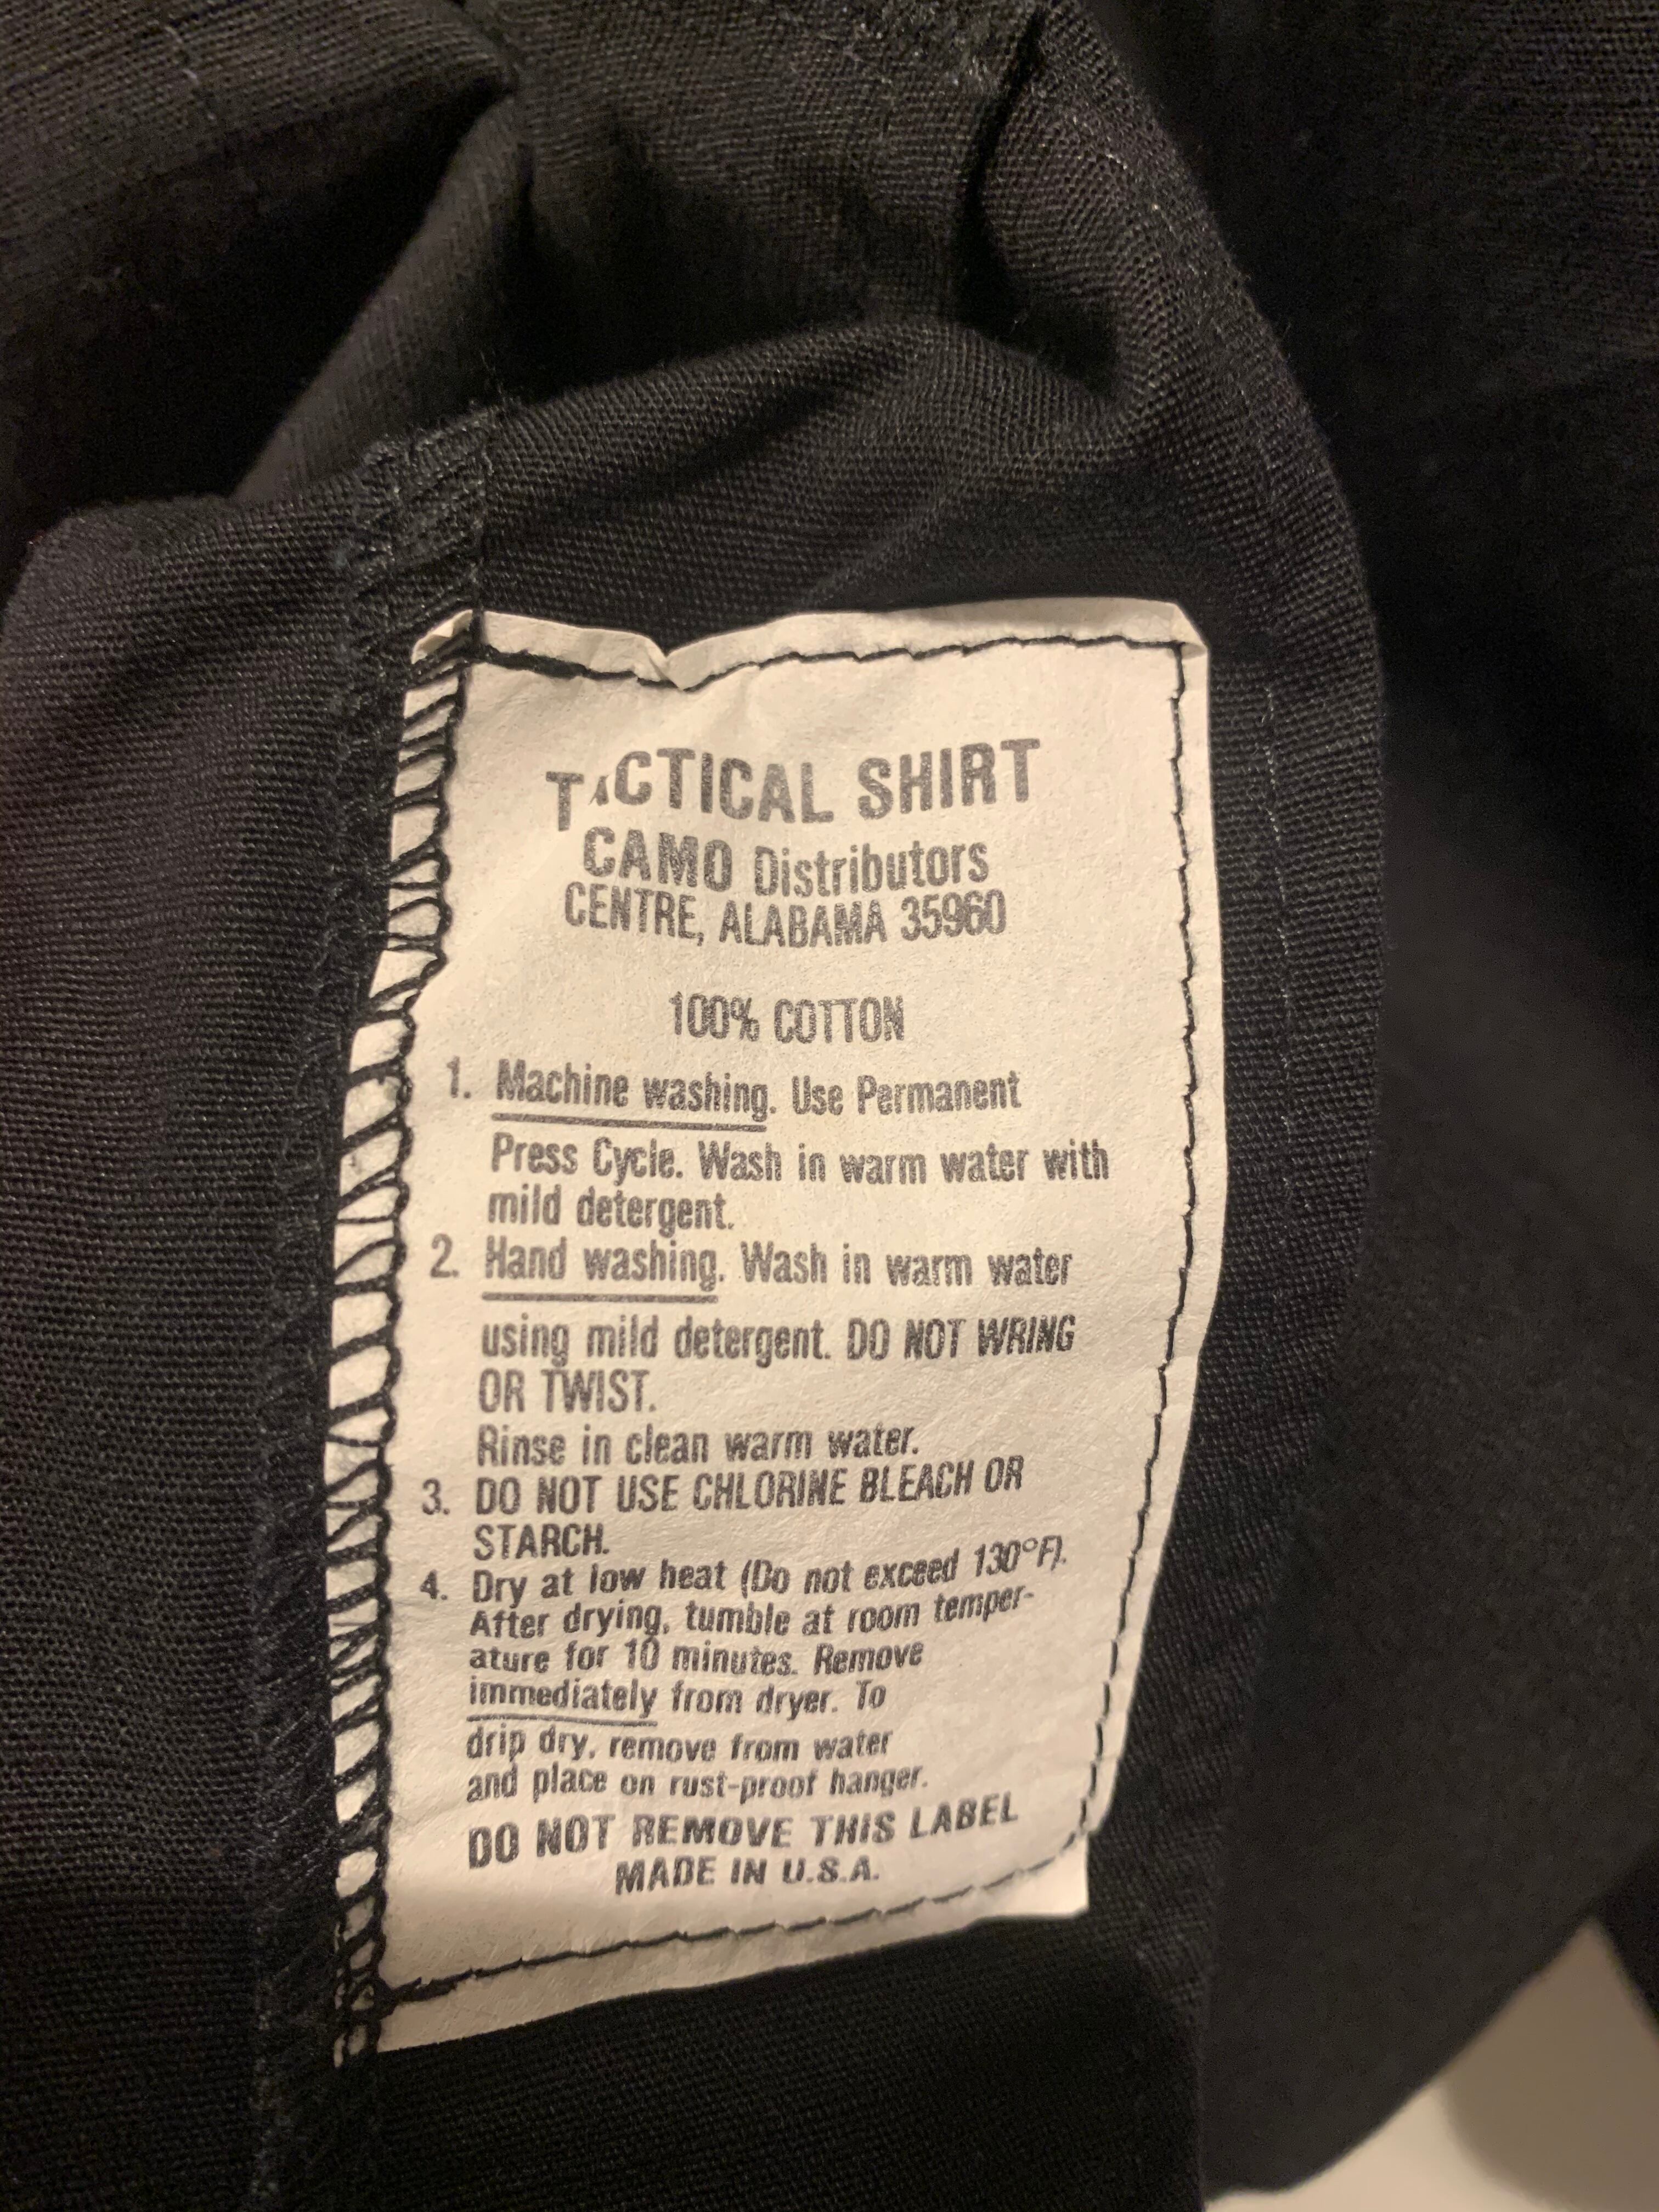 TACTICAL SHIRT
CAMO Distributors
CENTRE, ALABAMA 35960
100% COTTON
1. Machine washing. Use Permanent
Press Cycle. Wash in warm water with
mild detergent.
2. Hand washing. Wash in warm water
using mild detergent. DO NOT WRING
OR TWIST.
Rinse in clean warm water.
3. DO NOT USE CHLORINE BLEACH OR
STARCH.
4. Dry at low heat (Do not exceed 130°F).
After drying, tumble at room temper-
ature for 10 minutes. Remove
immediately from dryer. To
drip dry, remove from water
and place on rust-proof hanger.
DO NOT REMOVE THIS LABEL
MADE IN U.S.A.